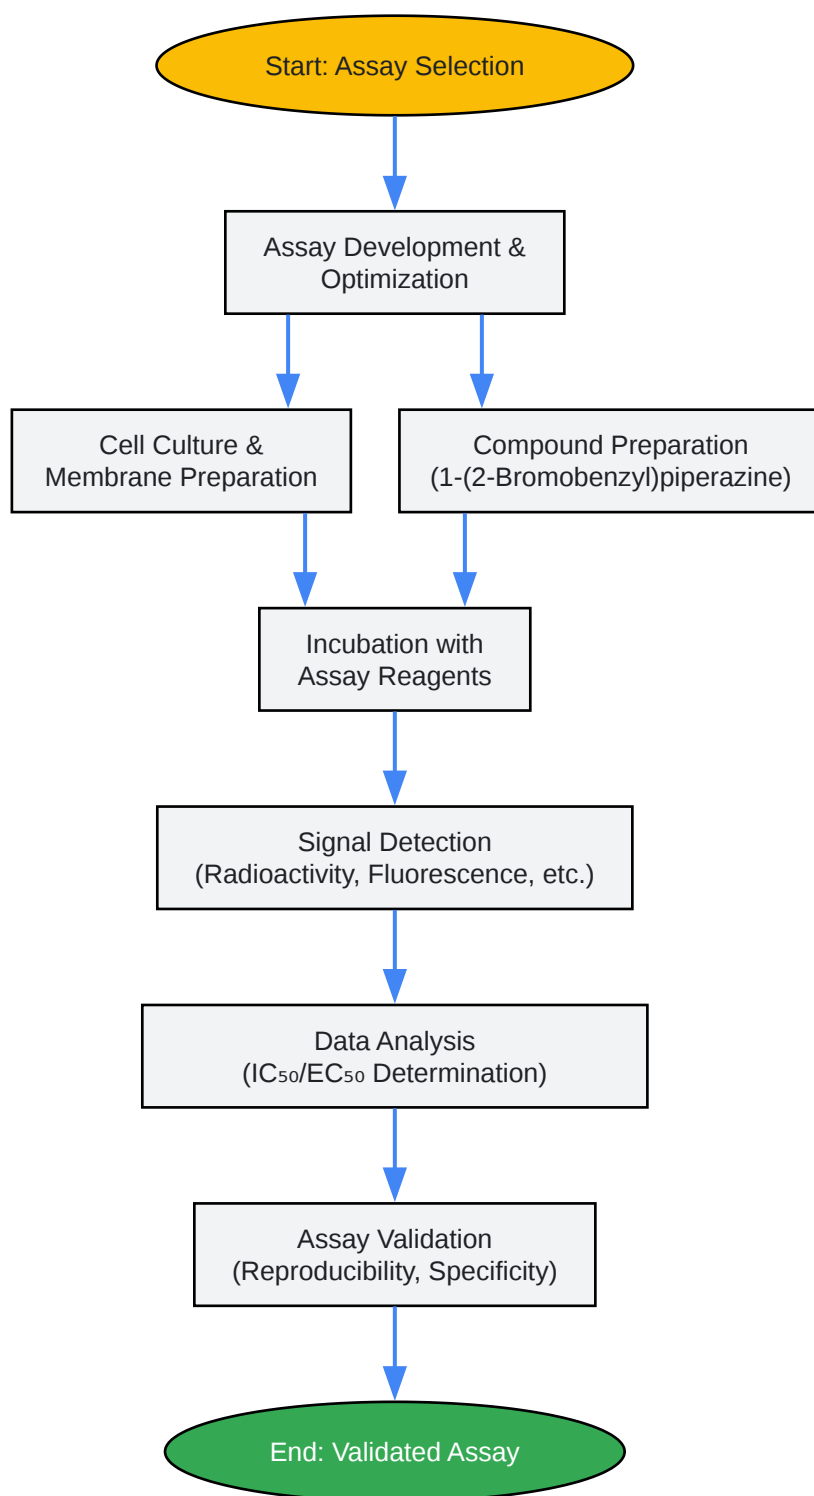 Start: Assay Selection
Assay Development &
Optimization
Cell Culture &
Membrane Preparation
Compound Preparation
(1-(2-Bromobenzyl)piperazine)
Incubation with
Assay Reagents
Signal Detection
(Radioactivity, Fluorescence, etc.)
Data Analysis
(IC₅₀/EC₅₀ Determination)
Assay Validation
(Reproducibility, Specificity)
End: Validated Assay